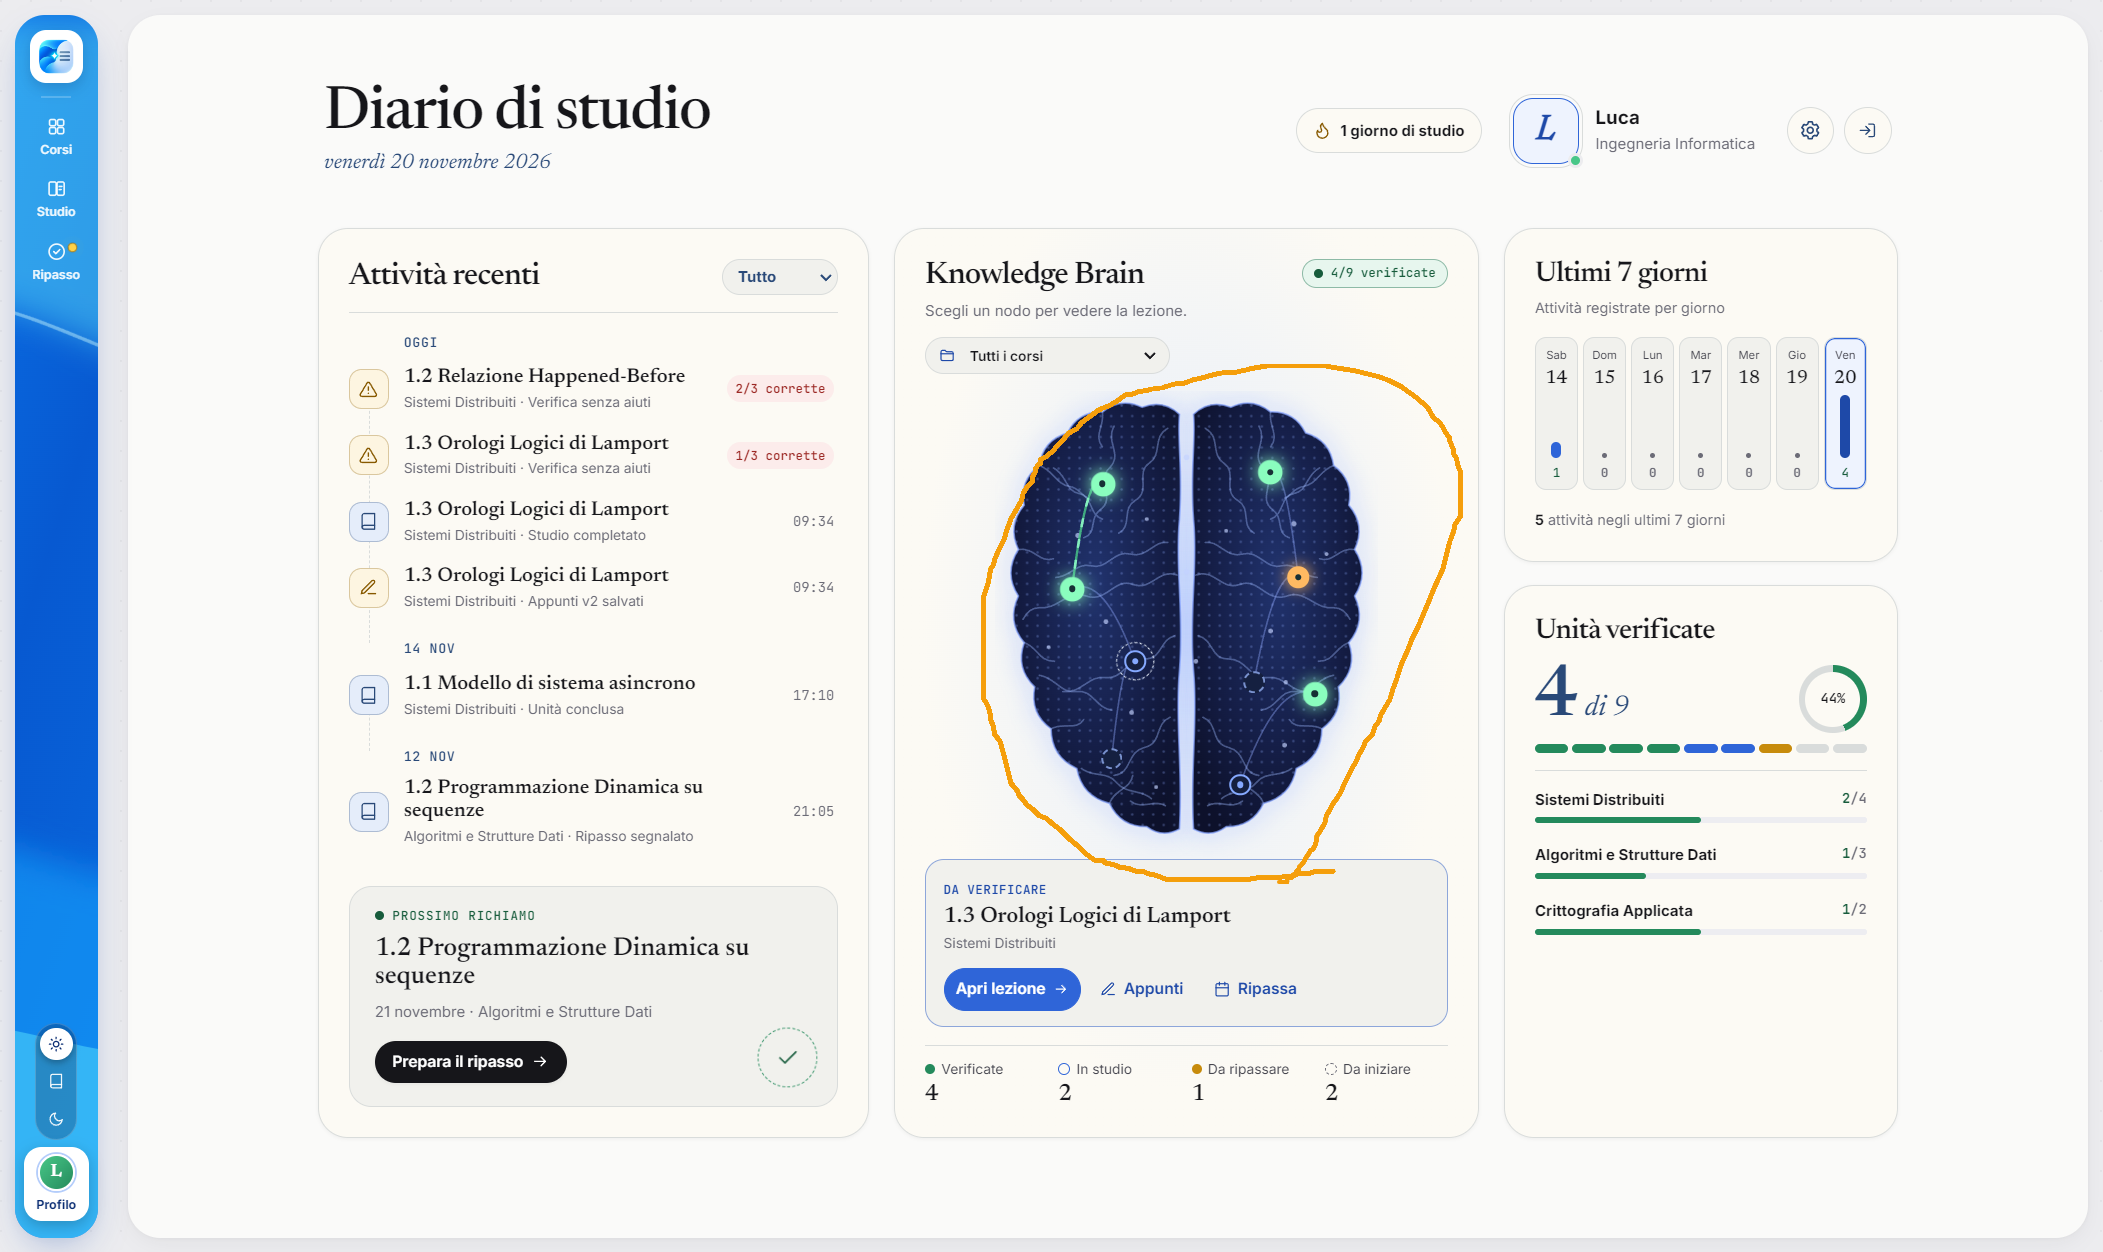 Corsi
Studio
Ripasso
L
Profilo
Diario di studio
venerdì 20 novembre 2026
1 giorno di studio
L
Luca
Ingegneria Informatica
Attività recenti
Tutto
OGGI
1.2 Relazione Happened-Before
Sistemi Distribuiti · Verifica senza aiuti
2/3 corrette
1.3 Orologi Logici di Lamport
Sistemi Distribuiti · Verifica senza aiuti
1/3 corrette
1.3 Orologi Logici di Lamport
Sistemi Distribuiti · Studio completato
09:34
1.3 Orologi Logici di Lamport
Sistemi Distribuiti · Appunti v2 salvati
09:34
14 NOV
1.1 Modello di sistema asincrono
Sistemi Distribuiti · Unità conclusa
17:10
12 NOV
1.2 Programmazione Dinamica su
sequenze
Algoritmi e Strutture Dati · Ripasso segnalato
21:05
PROSSIMO RICHIAMO
1.2 Programmazione Dinamica su
sequenze
21 novembre · Algoritmi e Strutture Dati
Prepara il ripasso →
Knowledge Brain
4/9 verificate
Scegli un nodo per vedere la lezione.
Tutti i corsi
DA VERIFICARE
1.3 Orologi Logici di Lamport
Sistemi Distribuiti
Apri lezione → Appunti Ripassa
Verificate In studio Da ripassare Da iniziare
4 2 1 2
Ultimi 7 giorni
Attività registrate per giorno
Sab Dom Lun Mar Mer Gio Ven
14 15 16 17 18 19 20
1 0 0 0 0 0 4
5 attività negli ultimi 7 giorni
Unità verificate
4 di 9
44%
Sistemi Distribuiti 2/4
Algoritmi e Strutture Dati 1/3
Crittografia Applicata 1/2